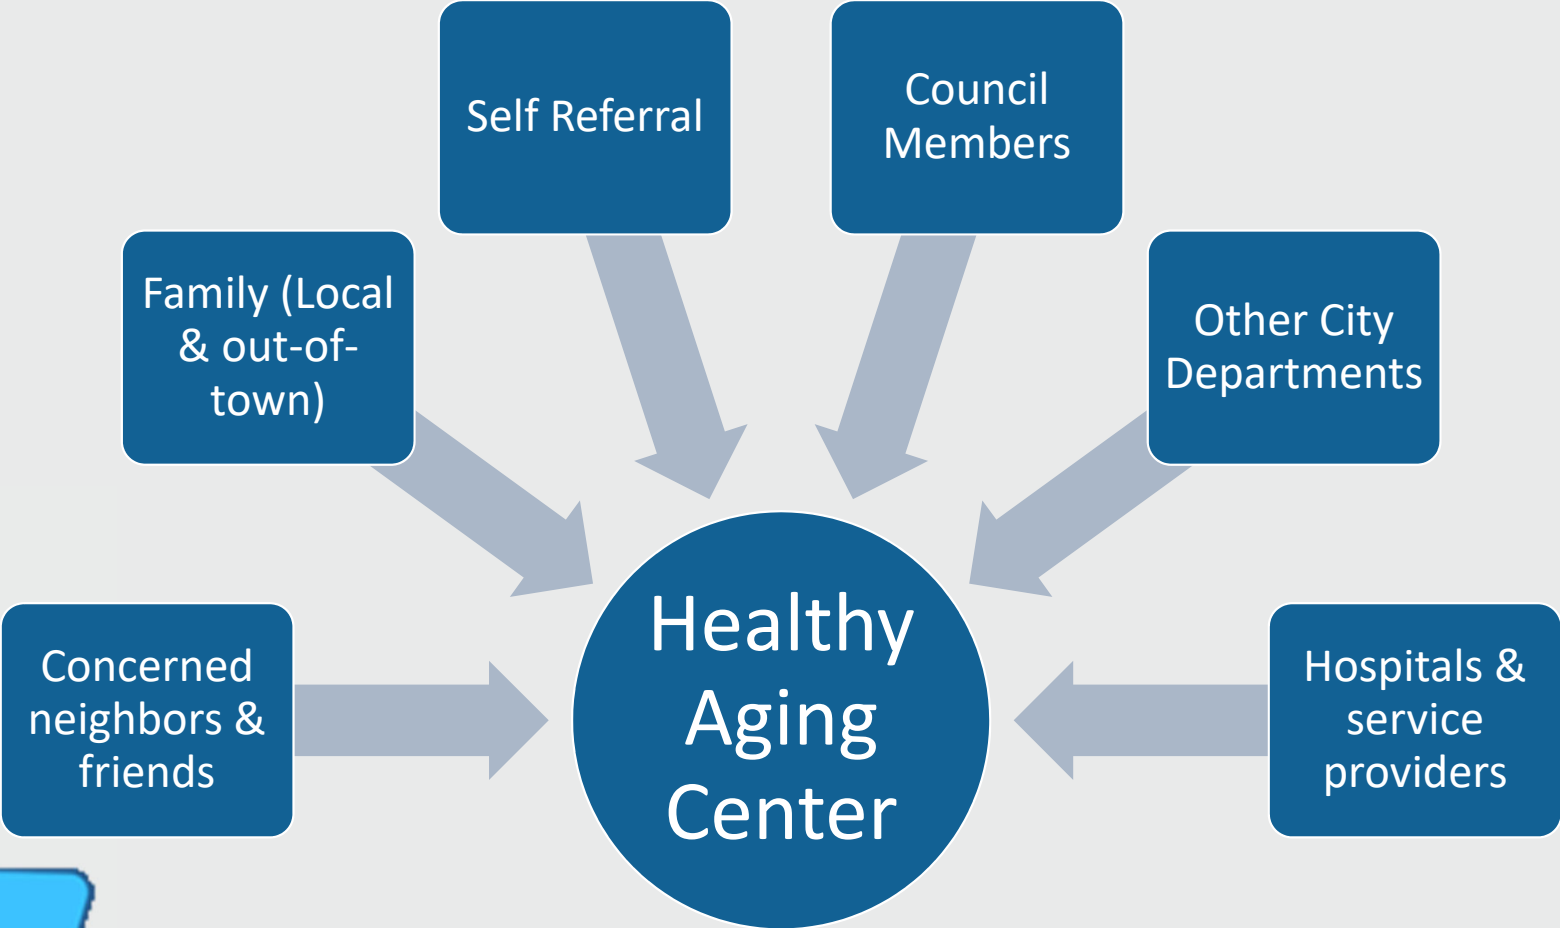 Self Referral
Council
Members
Family (Local
& out-of-
town)
Other City
Departments
Concerned
neighbors &
friends
Healthy
Aging
Center
Hospitals &
service
providers